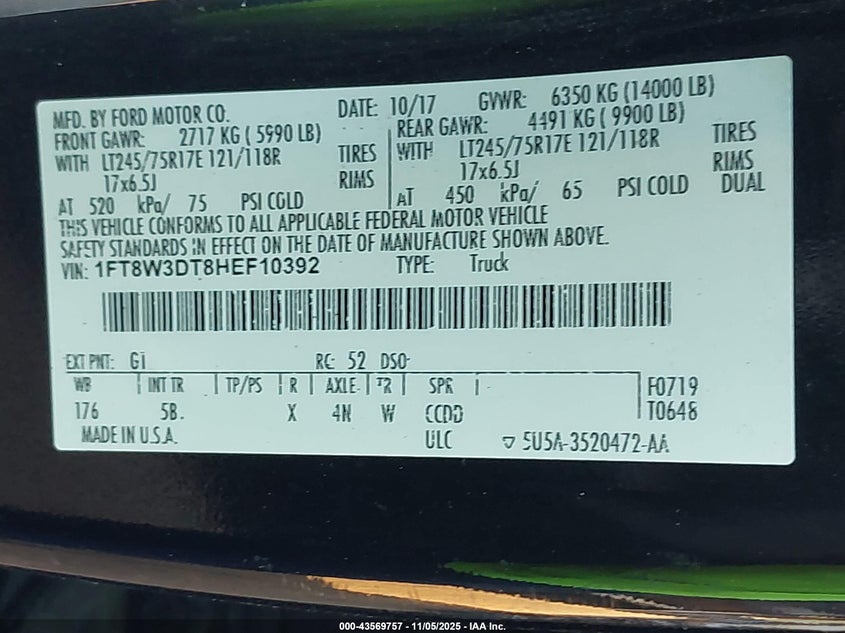 MFD. BY FORD MOTOR CO. DATE: 10/17 GVWR: 6350 KG (14000 LB)
FRONT GAWR: 2717 KG ( 5990 LB) REAR GAWR: 4491 KG ( 9900 LB)
WITH LT245/75R17E 121/118R TIRES WITH LT245/75R17E 121/118R TIRES
17x6.5J RIMS 17x6.5J RIMS
AT 520 kPa/ 75 PSI COLD AT 450 kPa/ 65 PSI COLD DUAL
THIS VEHICLE CONFORMS TO ALL APPLICABLE FEDERAL MOTOR VEHICLE
SAFETY STANDARDS IN EFFECT ON THE DATE OF MANUFACTURE SHOWN ABOVE.
VIN: 1FT8W3DT8HEF10392 TYPE: Truck
EXT PNT: G1 RC: 52 DSO:
WB INT TR TP/PS R AXLE TR SPR F0719
176 5B. X 4N W CCDD T0648
MADE IN U.S.A. ULC 5U5A-3520472-AA
000-43569757 - 11/05/2025 - IAA Inc.